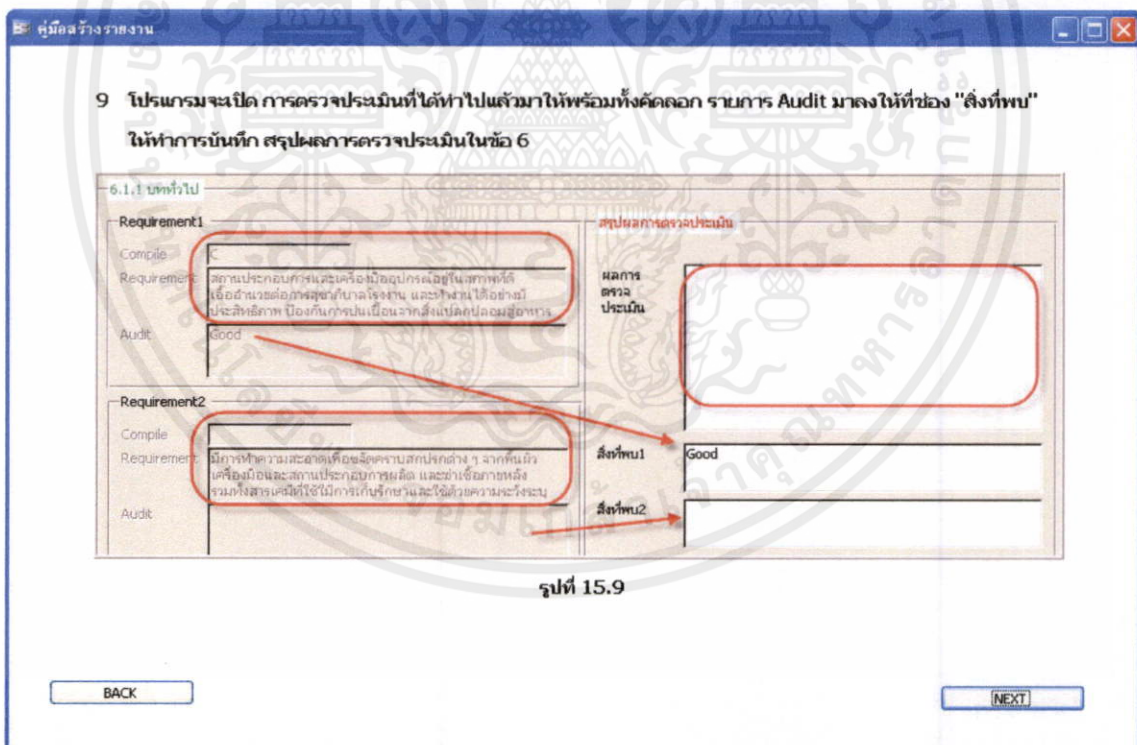 คู่มือสร้างรายงาน
9 โปรแกรมจะเปิด การตรวจประเมินที่ได้ทำไปแล้วมาให้พร้อมทั้งคัดลอก รายการ Audit มาลงให้ที่ช่อง "สิ่งที่พบ"
ให้ทำการบันทึก สรุปผลการตรวจประเมินในข้อ 6
6.1.1 บททั่วไป
Requirement1
Compile C
Requirement สถานประกอบการและเครื่องมืออุปกรณ์อยู่ในสภาพที่ดี
เอื้ออำนวยต่อการสุขาภิบาลโรงงาน และทำงานได้อย่างมี
ประสิทธิภาพ ป้องกันการปนเปื้อนจากสิ่งแปลกปลอมสู่อาหาร
Audit Good
Requirement2
Compile
Requirement มีการทำความสะอาดเพื่อขจัดคราบสกปรกต่าง ๆ จากพื้นผิว
เครื่องมือและสถานประกอบการผลิต และฆ่าเชื้อภายหลัง
รวมทั้งสารเคมีที่ใช้มีการเก็บรักษาและใช้ด้วยความระวังระบุ
Audit
สรุปผลการตรวจประเมิน
ผลการ
ตรวจ
ประเมิน
สิ่งที่พบ1 Good
สิ่งที่พบ2
รูปที่ 15.9
BACK
NEXT